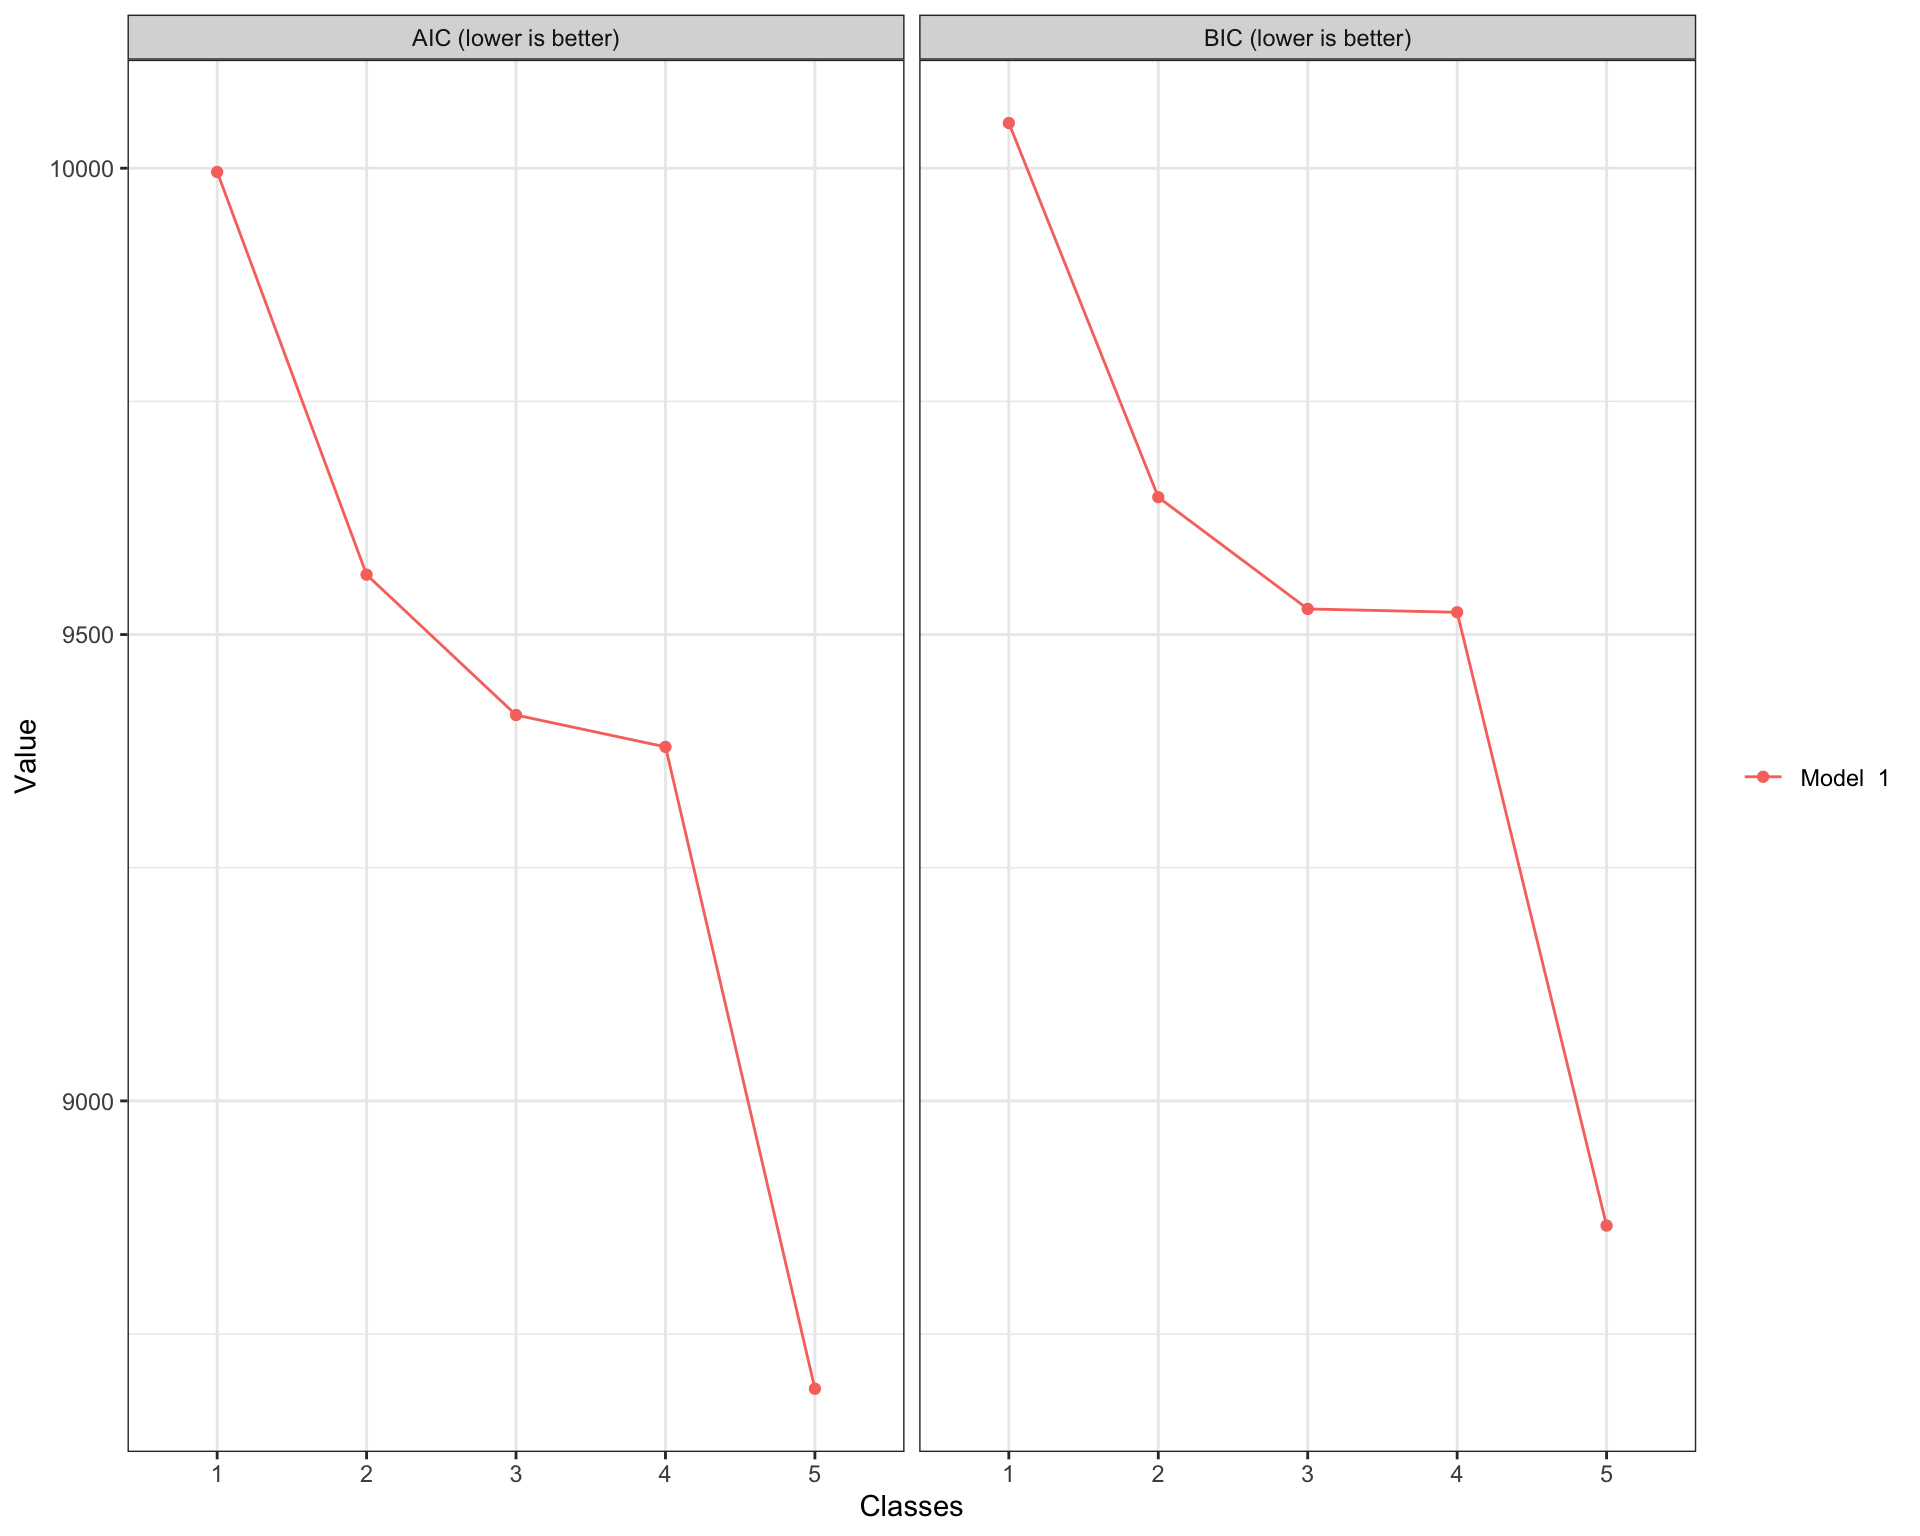 AIC (lower is better)
BIC (lower is better)
10000
9500
9000
Value
1 2 3 4 5
1 2 3 4 5
Classes
Model 1